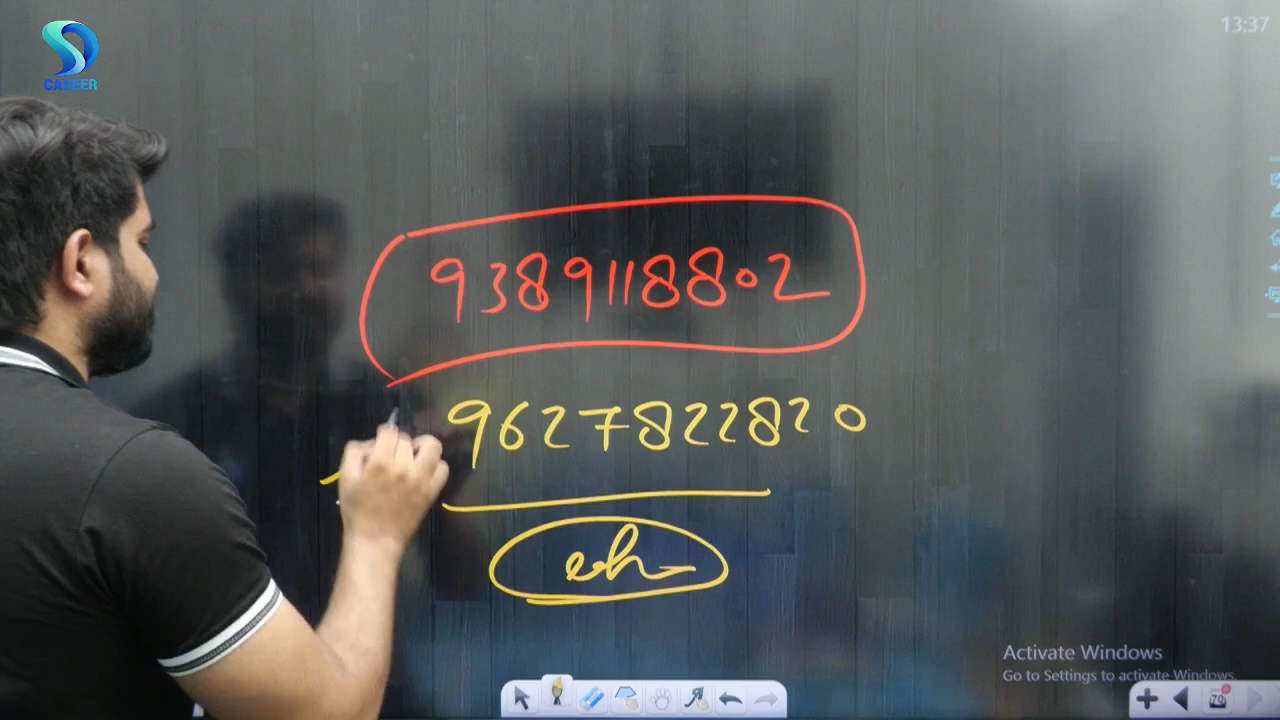 CAREER
13:37
9389118802
9627822820
Activate Windows
Go to Settings to activate Windows.